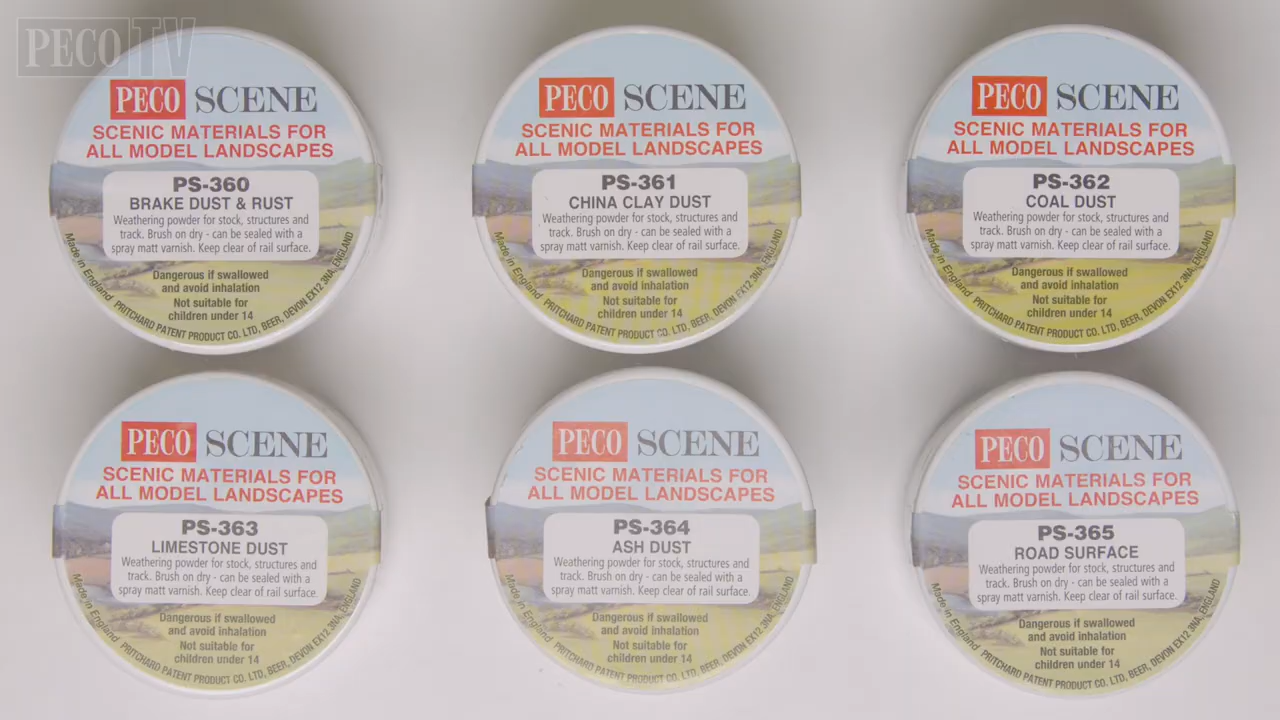 PECO TV
PECO SCENE
SCENIC MATERIALS FOR
ALL MODEL LANDSCAPES
PS-360
BRAKE DUST & RUST
Weathering powder for stock, structures and
track. Brush on dry - can be sealed with a
spray matt varnish. Keep clear of rail surface.
Dangerous if swallowed
and avoid inhalation
Not suitable for
children under 14
Made in England PRITCHARD PATENT PRODUCT CO. LTD, BEER, DEVON EX12 3NA, ENGLAND
PECO SCENE
SCENIC MATERIALS FOR
ALL MODEL LANDSCAPES
PS-361
CHINA CLAY DUST
Weathering powder for stock, structures and
track. Brush on dry - can be sealed with a
spray matt varnish. Keep clear of rail surface.
Dangerous if swallowed
and avoid inhalation
Not suitable for
children under 14
Made in England PRITCHARD PATENT PRODUCT CO. LTD, BEER, DEVON EX12 3NA, ENGLAND
PECO SCENE
SCENIC MATERIALS FOR
ALL MODEL LANDSCAPES
PS-362
COAL DUST
Weathering powder for stock, structures and
track. Brush on dry - can be sealed with a
spray matt varnish. Keep clear of rail surface.
Dangerous if swallowed
and avoid inhalation
Not suitable for
children under 14
Made in England PRITCHARD PATENT PRODUCT CO. LTD, BEER, DEVON EX12 3NA, ENGLAND
PECO SCENE
SCENIC MATERIALS FOR
ALL MODEL LANDSCAPES
PS-363
LIMESTONE DUST
Weathering powder for stock, structures and
track. Brush on dry - can be sealed with a
spray matt varnish. Keep clear of rail surface.
Dangerous if swallowed
and avoid inhalation
Not suitable for
children under 14
Made in England PRITCHARD PATENT PRODUCT CO. LTD, BEER, DEVON EX12 3NA, ENGLAND
PECO SCENE
SCENIC MATERIALS FOR
ALL MODEL LANDSCAPES
PS-364
ASH DUST
Weathering powder for stock, structures and
track. Brush on dry - can be sealed with a
spray matt varnish. Keep clear of rail surface.
Dangerous if swallowed
and avoid inhalation
Not suitable for
children under 14
Made in England PRITCHARD PATENT PRODUCT CO. LTD, BEER, DEVON EX12 3NA, ENGLAND
PECO SCENE
SCENIC MATERIALS FOR
ALL MODEL LANDSCAPES
PS-365
ROAD SURFACE
Weathering powder for stock, structures and
track. Brush on dry - can be sealed with a
spray matt varnish. Keep clear of rail surface.
Dangerous if swallowed
and avoid inhalation
Not suitable for
children under 14
Made in England PRITCHARD PATENT PRODUCT CO. LTD, BEER, DEVON EX12 3NA, ENGLAND